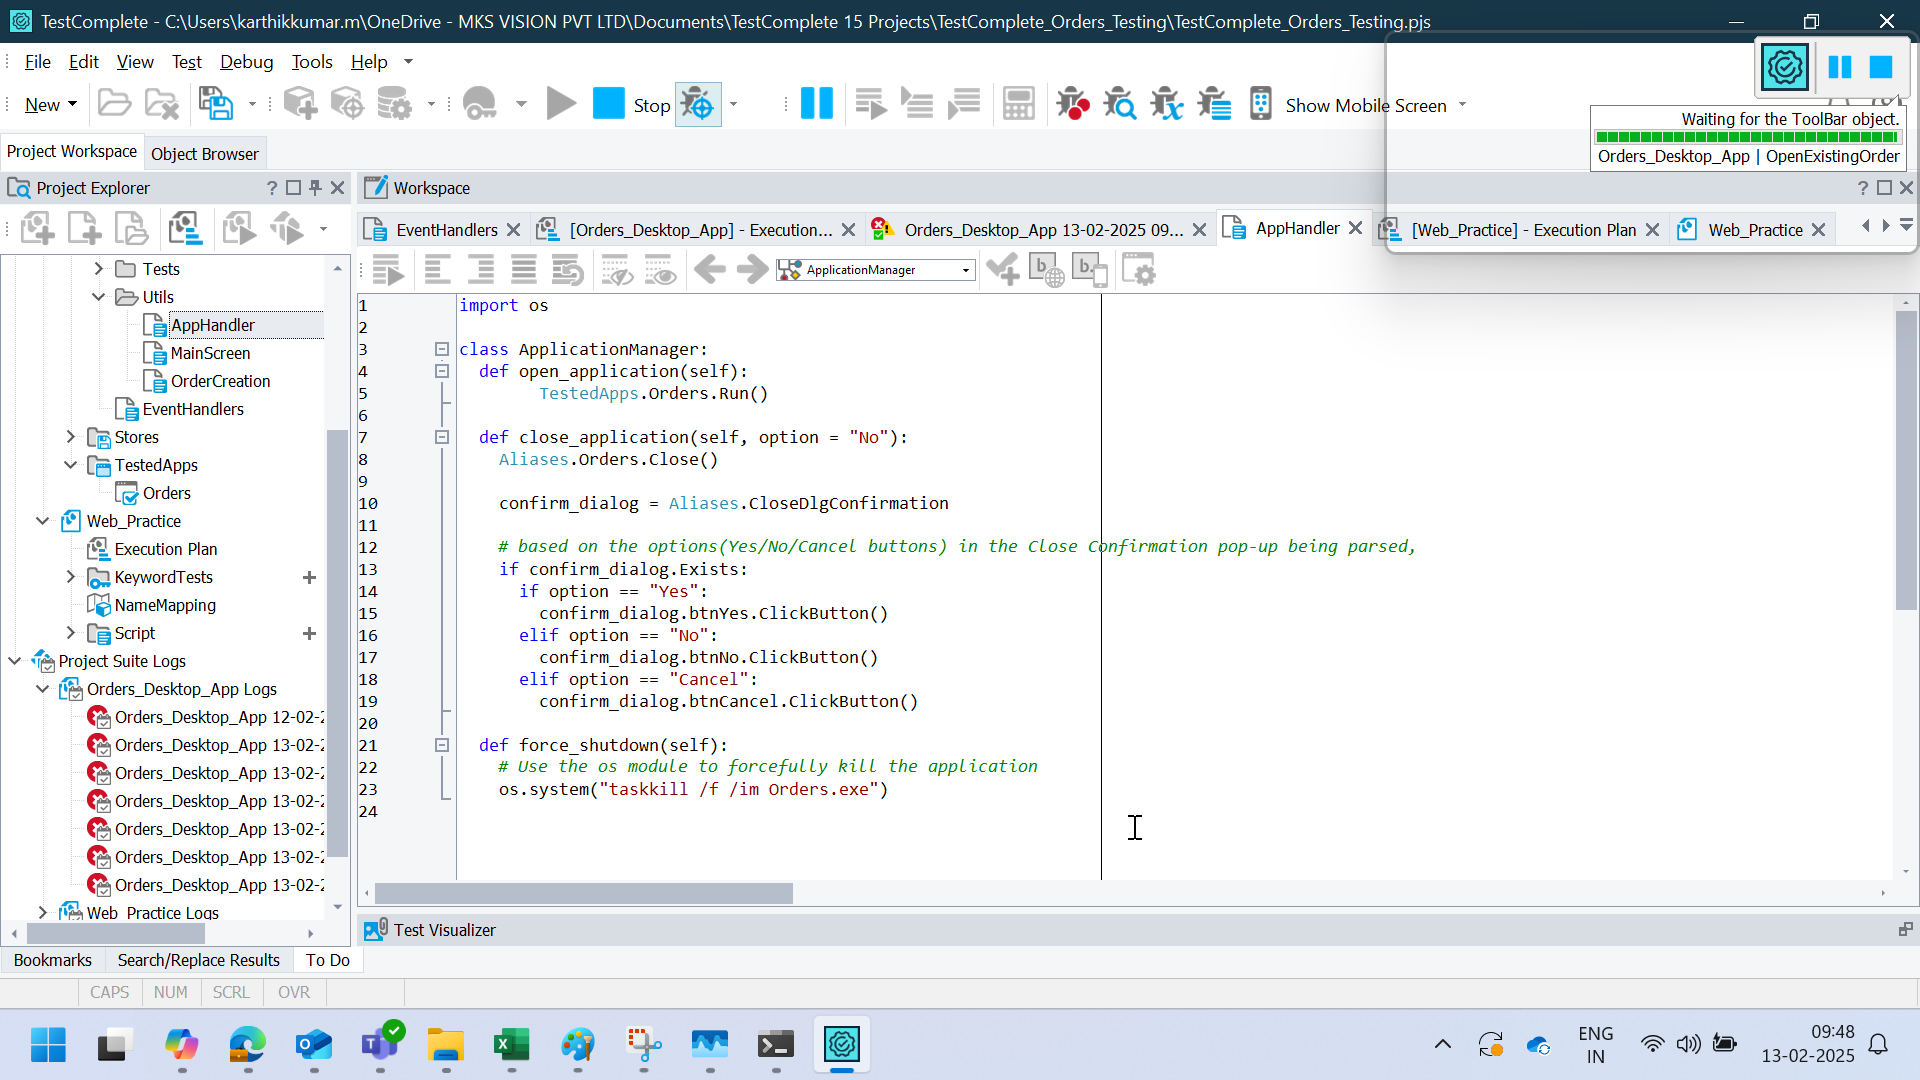 TestComplete - C:\Users\karthikkumar.m\OneDrive - MKS VISION PVT LTD\Documents\TestComplete 15 Projects\TestComplete_Orders_Testing\TestComplete_Orders_Testing.pjs
File Edit View Test Debug Tools Help
New Stop Show Mobile Screen
Waiting for the ToolBar object.
Orders_Desktop_App | OpenExistingOrder
Project Workspace Object Browser
Project Explorer
Workspace
EventHandlers [Orders_Desktop_App] - Execution... Orders_Desktop_App 13-02-2025 09... AppHandler [Web_Practice] - Execution Plan Web_Practice
ApplicationManager
Tests
Utils
AppHandler
MainScreen
OrderCreation
EventHandlers
Stores
TestedApps
Orders
Web_Practice
Execution Plan
KeywordTests
NameMapping
Script
Project Suite Logs
Orders_Desktop_App Logs
Orders_Desktop_App 12-02-2
Orders_Desktop_App 13-02-2
Orders_Desktop_App 13-02-2
Orders_Desktop_App 13-02-2
Orders_Desktop_App 13-02-2
Orders_Desktop_App 13-02-2
Orders_Desktop_App 13-02-2
Web_Practice Logs
1 import os
2
3 class ApplicationManager:
4 def open_application(self):
5 TestedApps.Orders.Run()
6
7 def close_application(self, option = "No"):
8 Aliases.Orders.Close()
9
10 confirm_dialog = Aliases.CloseDlgConfirmation
11
12 # based on the options(Yes/No/Cancel buttons) in the Close Confirmation pop-up being parsed,
13 if confirm_dialog.Exists:
14 if option == "Yes":
15 confirm_dialog.btnYes.ClickButton()
16 elif option == "No":
17 confirm_dialog.btnNo.ClickButton()
18 elif option == "Cancel":
19 confirm_dialog.btnCancel.ClickButton()
20
21 def force_shutdown(self):
22 # Use the os module to forcefully kill the application
23 os.system("taskkill /f /im Orders.exe")
24
Test Visualizer
Bookmarks Search/Replace Results To Do
CAPS NUM SCRL OVR
ENG
IN
09:48
13-02-2025